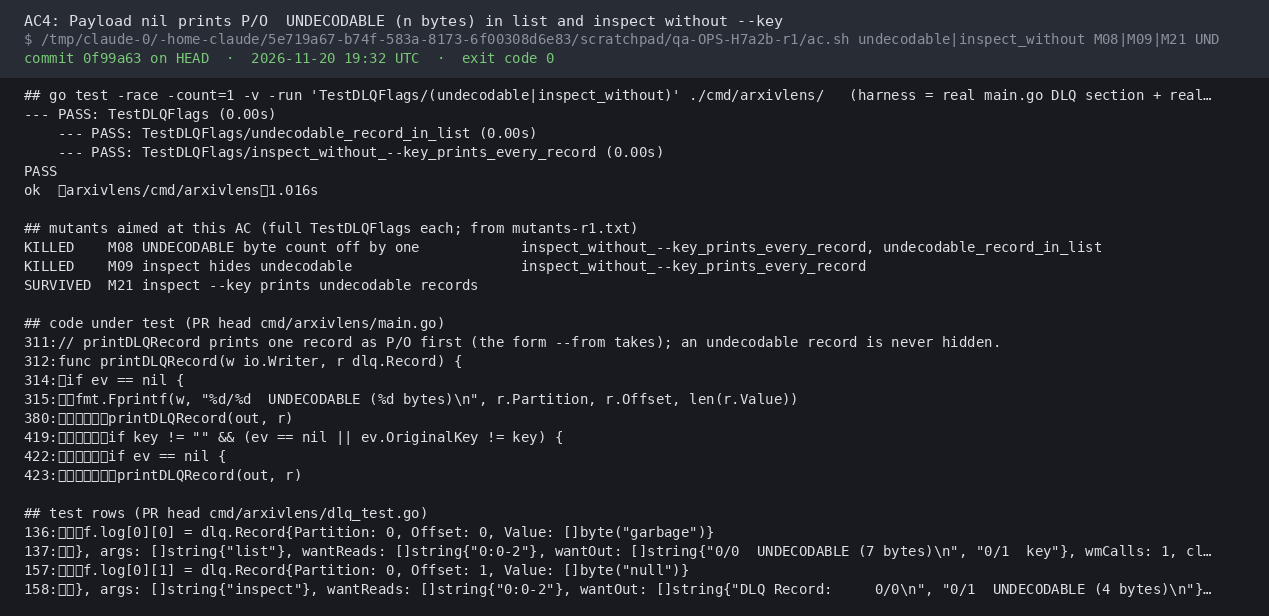 AC4: Payload nil prints P/O  UNDECODABLE (n bytes) in list and inspect without --key
$ /tmp/claude-0/-home-claude/5e719a67-b74f-583a-8173-6f00308d6e83/scratchpad/qa-OPS-H7a2b-r1/ac.sh undecodable|inspect_without M08|M09|M21 UND
commit 0f99a63 on HEAD  ·  2026-11-20 19:32 UTC  ·  exit code 0
## go test -race -count=1 -v -run 'TestDLQFlags/(undecodable|inspect_without)' ./cmd/arxivlens/   (harness = real main.go DLQ section + real…
--- PASS: TestDLQFlags (0.00s)
    --- PASS: TestDLQFlags/undecodable_record_in_list (0.00s)
    --- PASS: TestDLQFlags/inspect_without_--key_prints_every_record (0.00s)
PASS
ok  □arxivlens/cmd/arxivlens□1.016s
## mutants aimed at this AC (full TestDLQFlags each; from mutants-r1.txt)
KILLED    M08 UNDECODABLE byte count off by one            inspect_without_--key_prints_every_record, undecodable_record_in_list
KILLED    M09 inspect hides undecodable                    inspect_without_--key_prints_every_record
SURVIVED  M21 inspect --key prints undecodable records
## code under test (PR head cmd/arxivlens/main.go)
311:// printDLQRecord prints one record as P/O first (the form --from takes); an undecodable record is never hidden.
312:func printDLQRecord(w io.Writer, r dlq.Record) {
314:□if ev == nil {
315:□□fmt.Fprintf(w, "%d/%d  UNDECODABLE (%d bytes)\n", r.Partition, r.Offset, len(r.Value))
380:□□□□□□printDLQRecord(out, r)
419:□□□□□□if key != "" && (ev == nil || ev.OriginalKey != key) {
422:□□□□□□if ev == nil {
423:□□□□□□□printDLQRecord(out, r)
## test rows (PR head cmd/arxivlens/dlq_test.go)
136:□□□f.log[0][0] = dlq.Record{Partition: 0, Offset: 0, Value: []byte("garbage")}
137:□□}, args: []string{"list"}, wantReads: []string{"0:0-2"}, wantOut: []string{"0/0  UNDECODABLE (7 bytes)\n", "0/1  key"}, wmCalls: 1, cl…
157:□□□f.log[0][1] = dlq.Record{Partition: 0, Offset: 1, Value: []byte("null")}
158:□□}, args: []string{"inspect"}, wantReads: []string{"0:0-2"}, wantOut: []string{"DLQ Record:     0/0\n", "0/1  UNDECODABLE (4 bytes)\n"}…